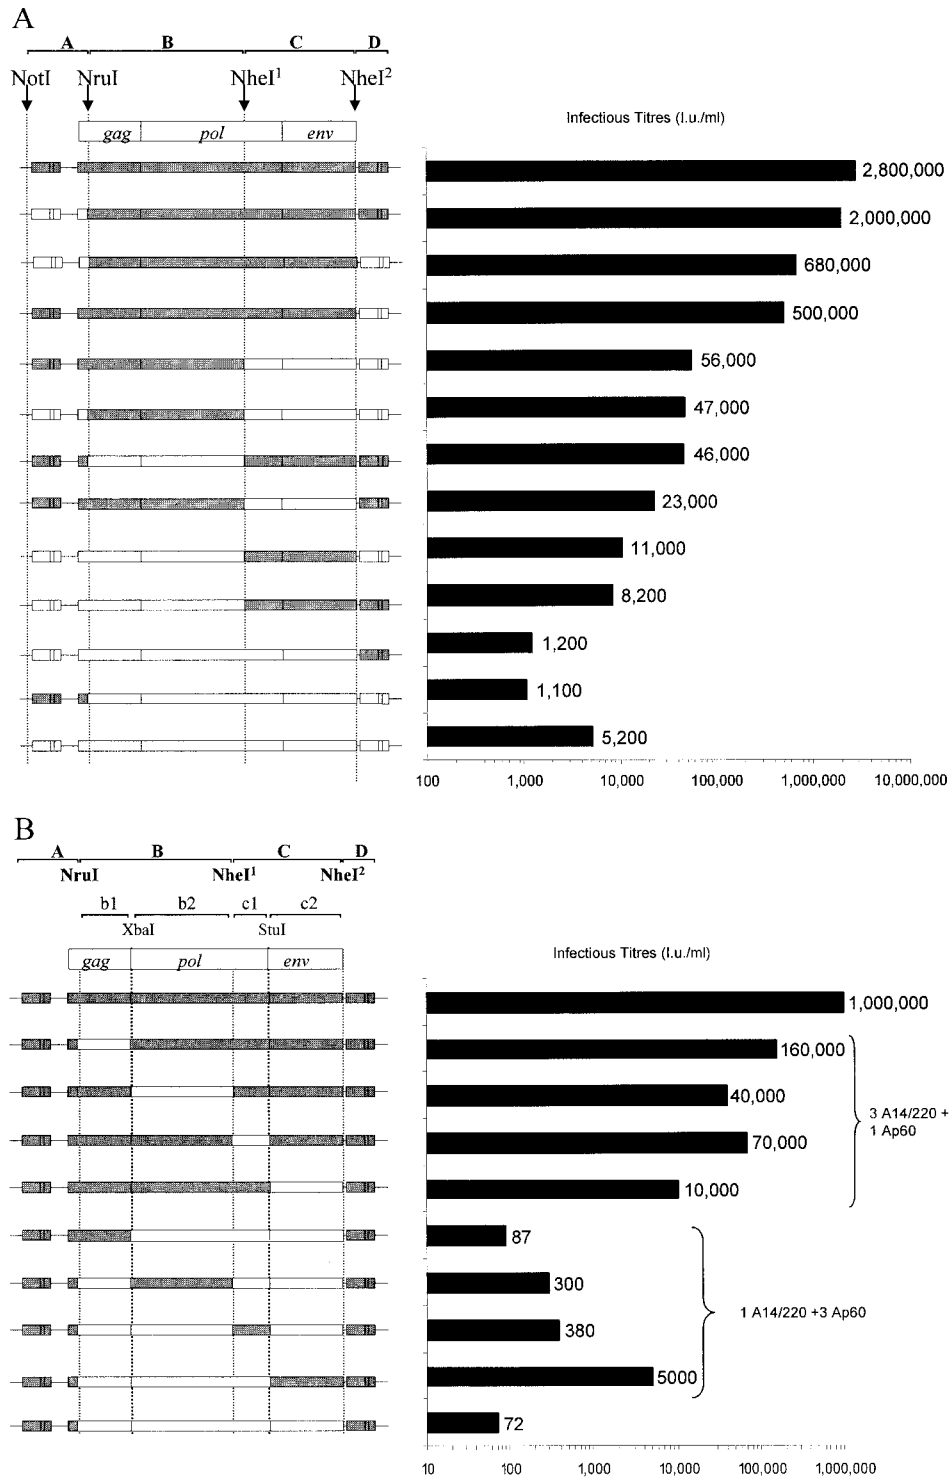 A
A B C D
NotI NruI NheI1 NheI2
gag pol env
Infectious Titres (I.u./ml)
2,800,000
2,000,000
680,000
500,000
56,000
47,000
46,000
23,000
11,000
8,200
1,200
1,100
5,200
100 1,000 10,000 100,000 1,000,000 10,000,000
B
A B C D
NruI NheI1 NheI2
b1 b2 c1 c2
XbaI StuI
gag pol env
Infectious Titres (I.u./ml)
1,000,000
160,000
40,000
70,000
10,000
3 A14/220 +
1 Ap60
87
300
380
5000
1 A14/220 +3 Ap60
72
10 100 1,000 10,000 100,000 1,000,000